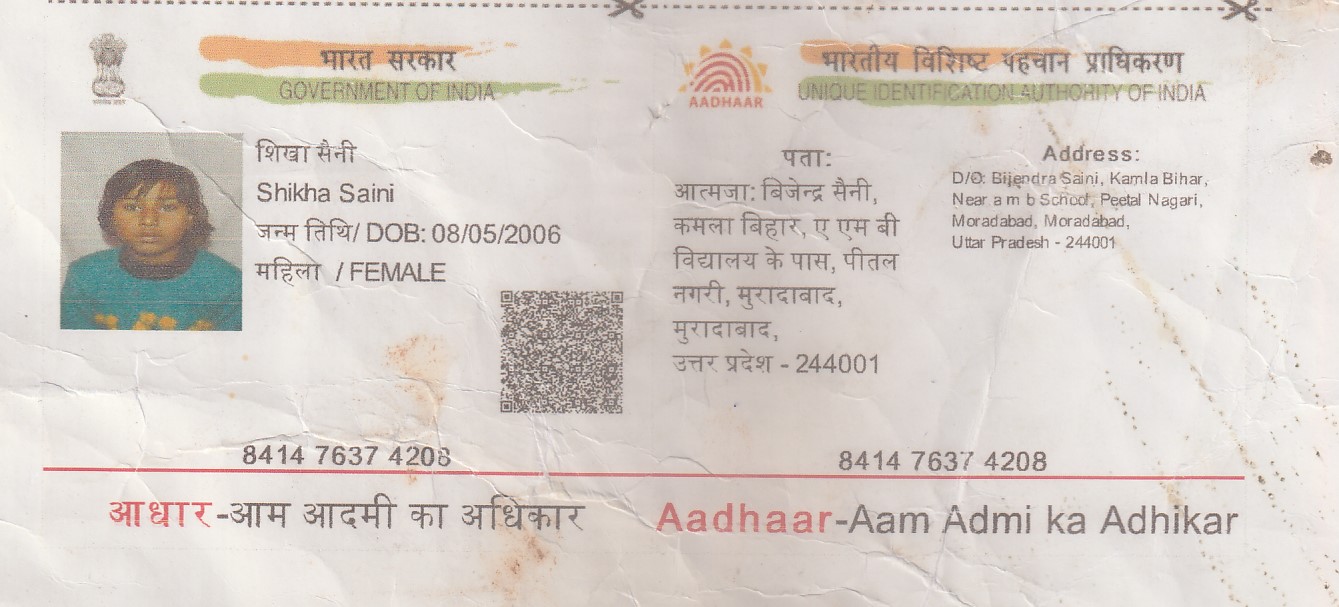 भारत सरकार
GOVERNMENT OF INDIA
शिखा सैनी
Shikha Saini
जन्म तिथि/ DOB: 08/05/2006
महिला / FEMALE
8414 7637 4208
आधार-आम आदमी का अधिकार
AADHAAR
भारतीय विशिष्ट पहचान प्राधिकरण
UNIQUE IDENTIFICATION AUTHORITY OF INDIA
पता:
आत्मजा: बिजेन्द्र सैनी,
कमला बिहार, ए एम बी
विद्यालय के पास, पीतल
नगरी, मुरादाबाद,
मुरादाबाद,
उत्तर प्रदेश - 244001
Address:
D/O: Bijendra Saini, Kamla Bihar,
Near a m b School, Peetal Nagari,
Moradabad, Moradabad,
Uttar Pradesh - 244001
8414 7637 4208
Aadhaar-Aam Admi ka Adhikar